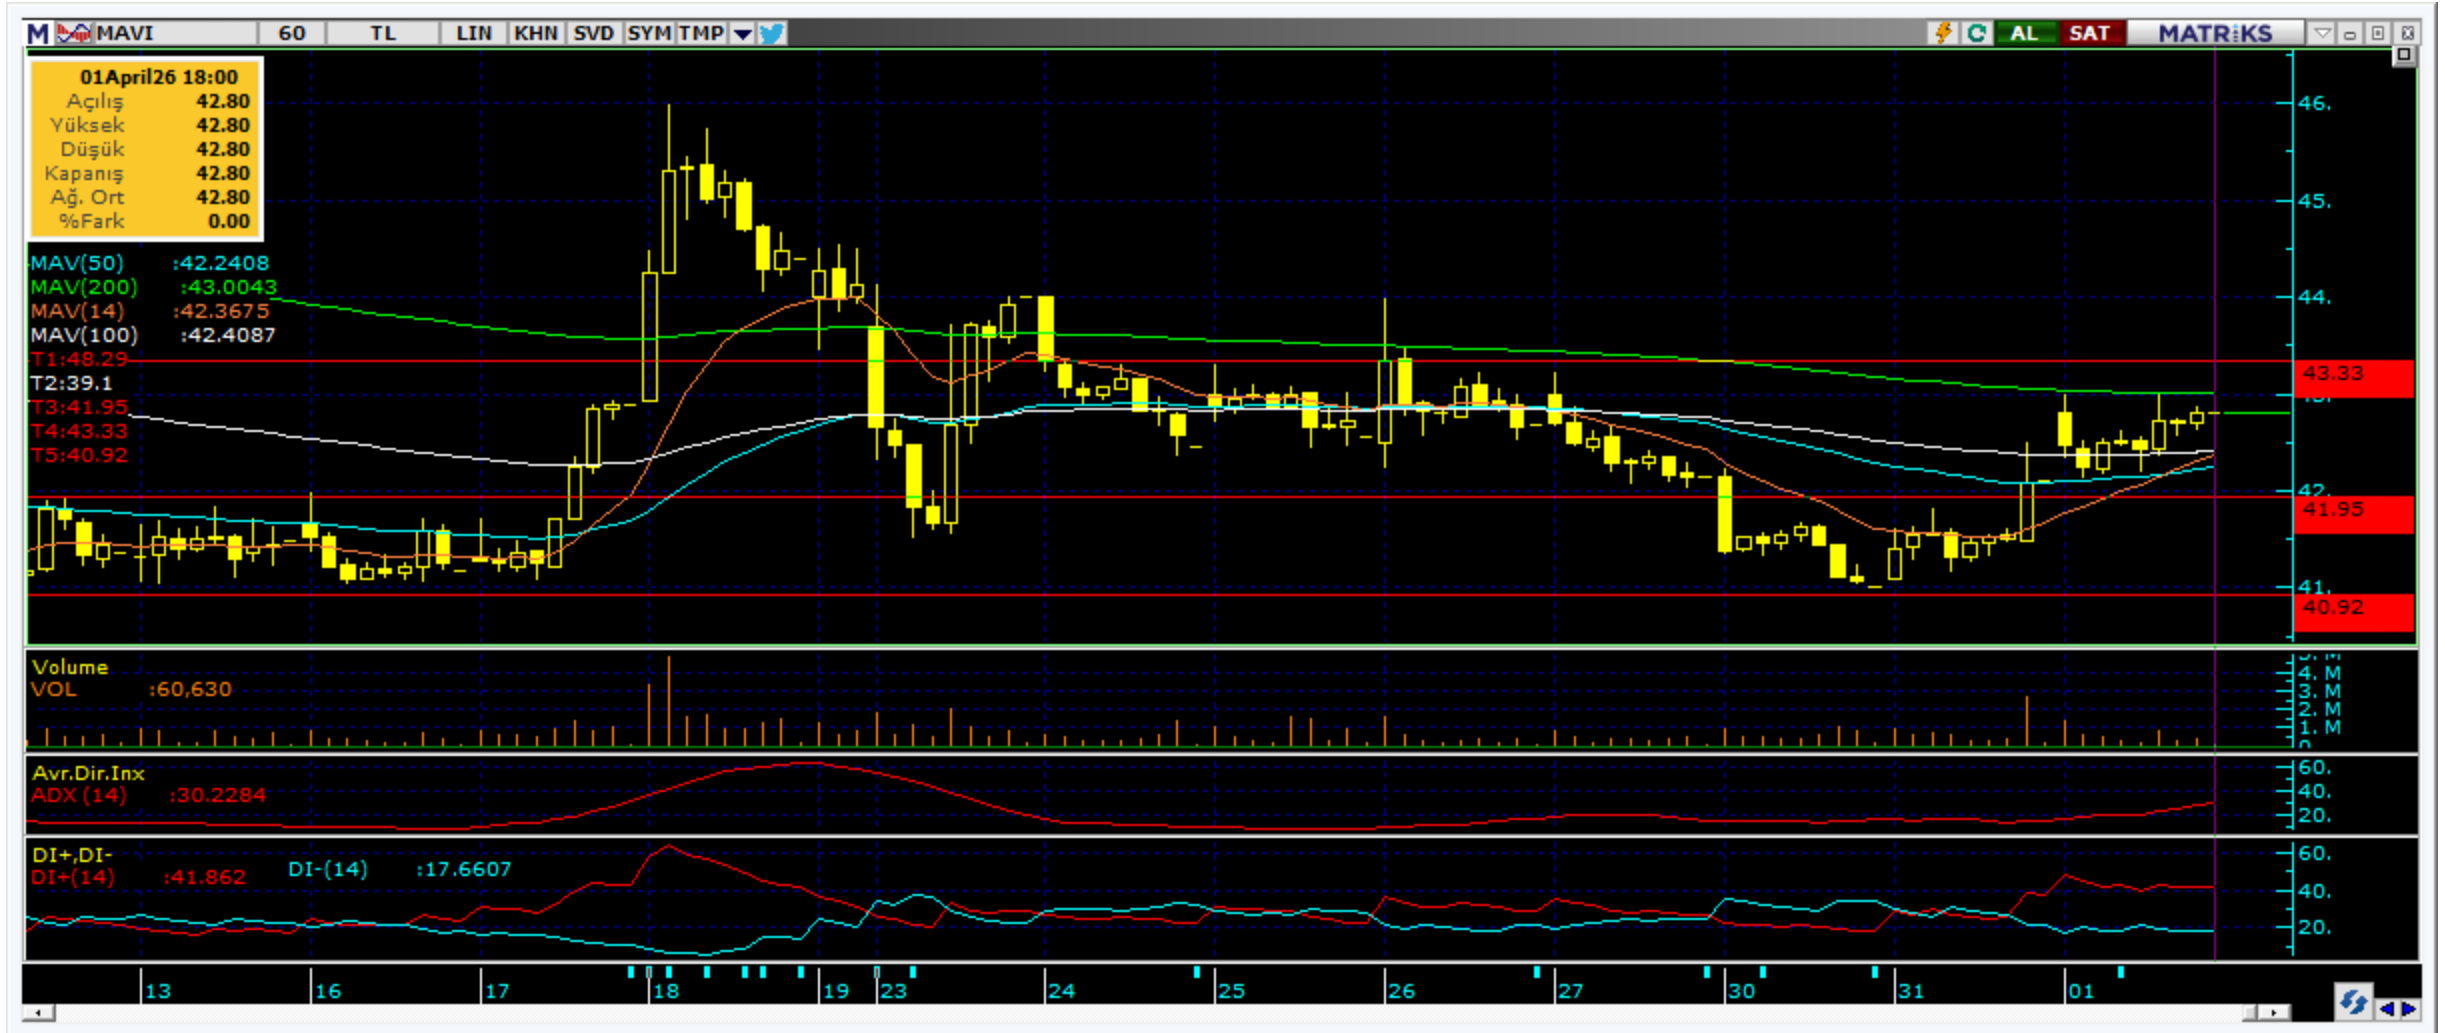 M MAVI 60 TL LIN KHN SVD SYM TMP AL SAT MATRiKS
01April26 18:00
Açılış 42.80
Yüksek 42.80
Düşük 42.80
Kapanış 42.80
Ağ. Ort 42.80
%Fark 0.00
MAV(50) :42.2408
MAV(200) :43.0043
MAV(14) :42.3675
MAV(100) :42.4087
T1:48.29
T2:39.1
T3:41.95
T4:43.33
T5:40.92
46.
45.
44.
43.33
42.
41.95
41.
40.92
Volume
VOL :60,630
4. M
3. M
2. M
1. M
0
Avr.Dir.Inx
ADX (14) :30.2284
60.
40.
20.
DI+,DI-
DI+(14) :41.862 DI-(14) :17.6607
60.
40.
20.
13 16 17 18 19 23 24 25 26 27 30 31 01